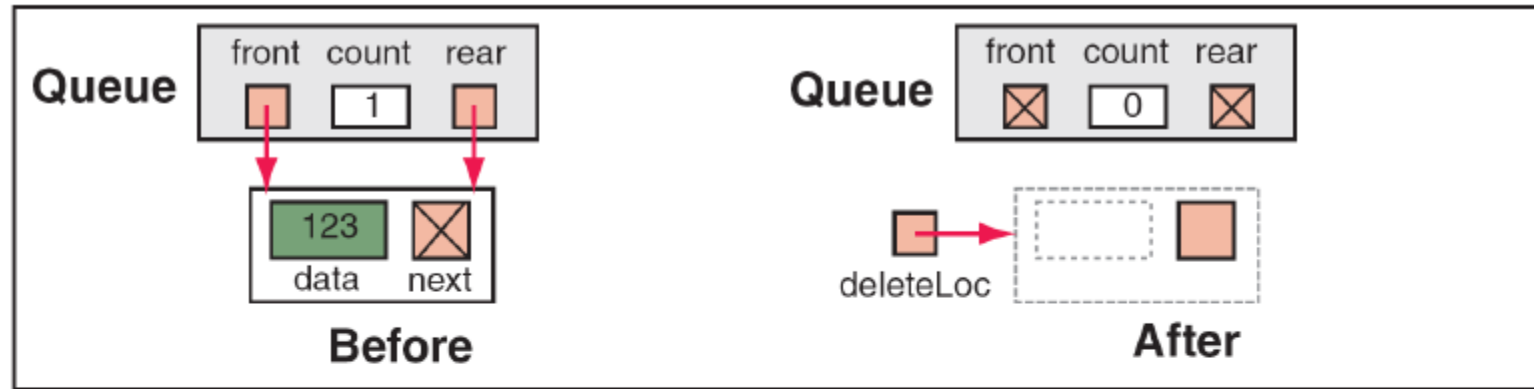 front count rear
Queue
1
123
data next
Before
front count rear
Queue
0
deleteLoc
After